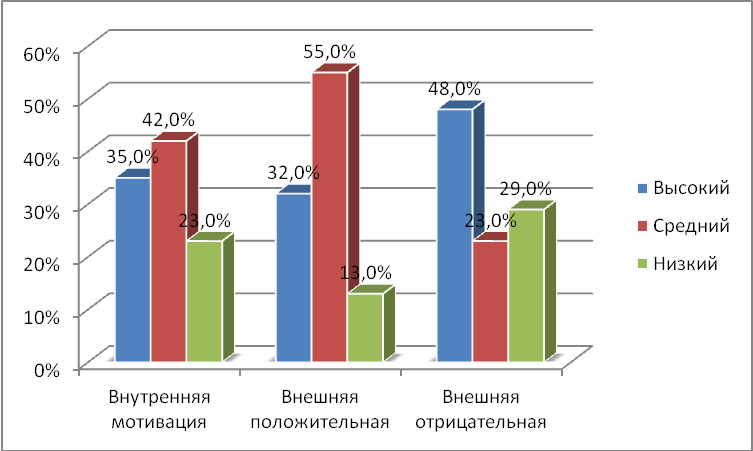 60%
50%
40%
30%
20%
10%
0%
35,0%
42,0%
23,0%
32,0%
55,0%
13,0%
48,0%
23,0%
29,0%
Внутренняя
мотивация
Внешняя
положительная
Внешняя
отрицательная
Высокий
Средний
Низкий